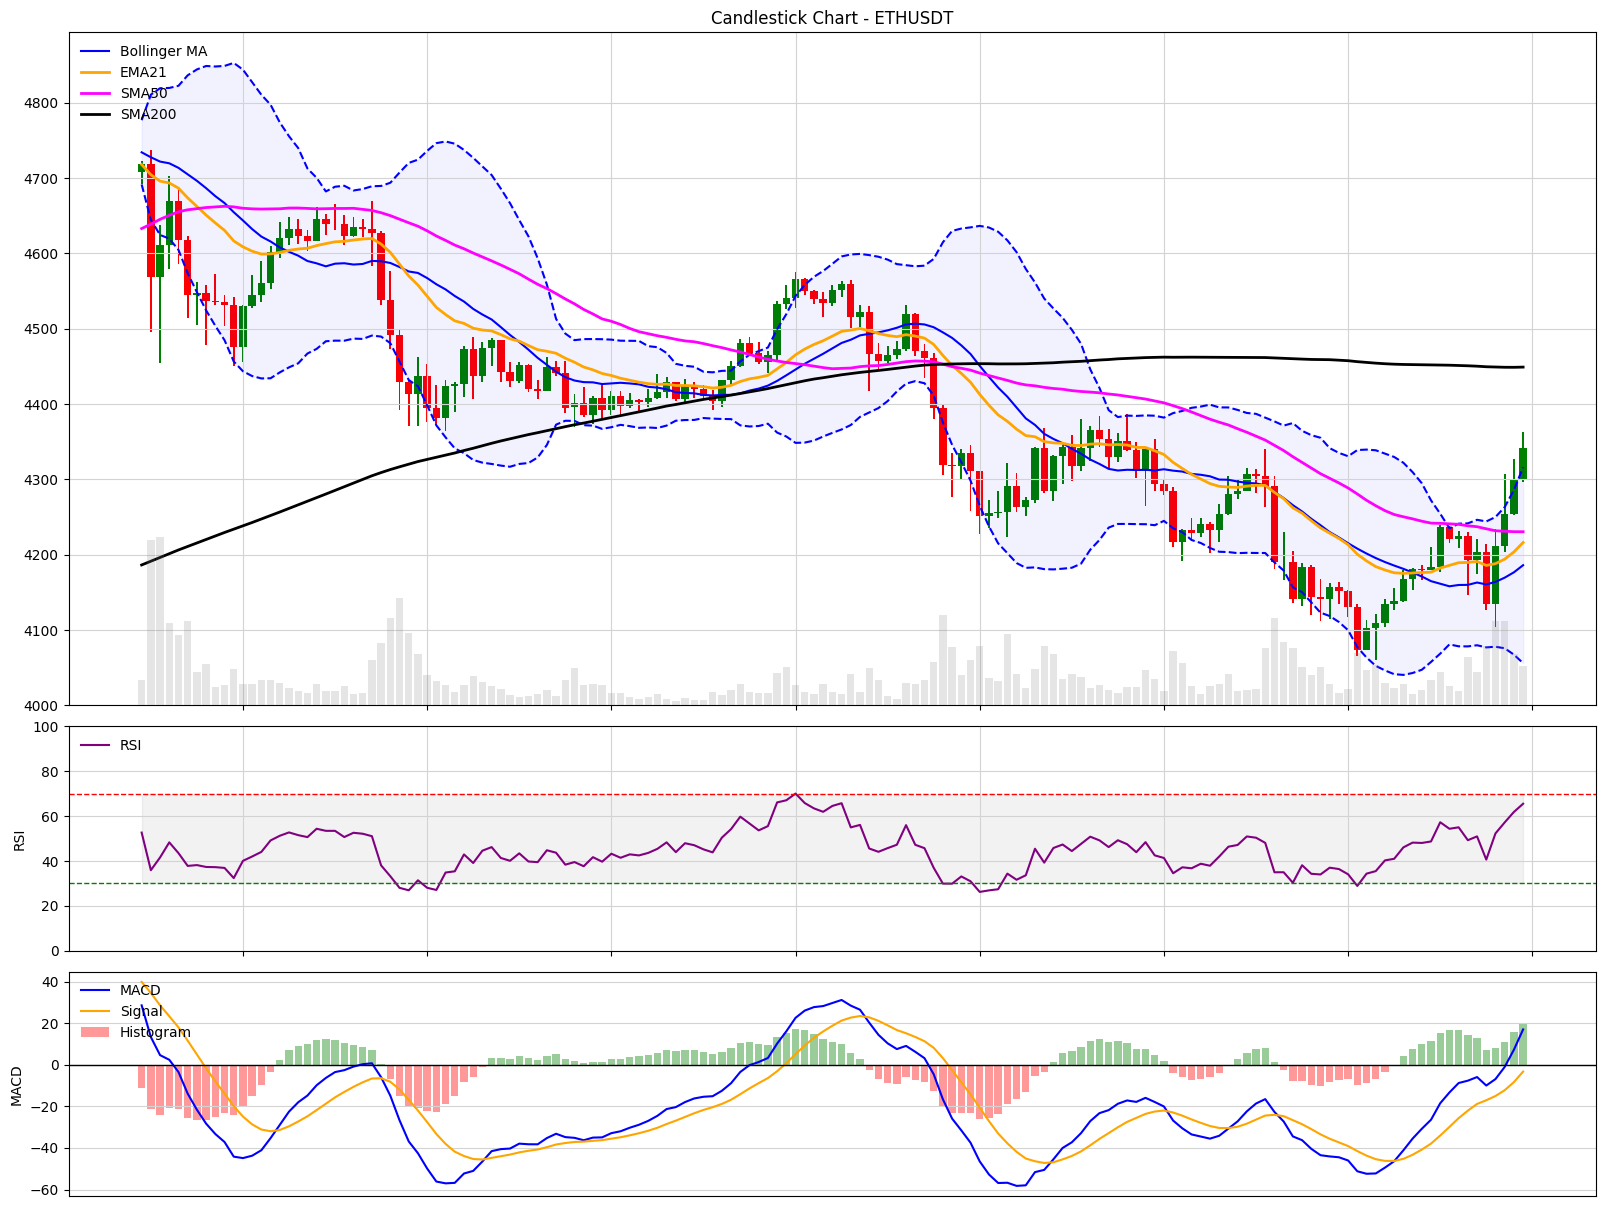 Candlestick Chart - ETHUSDT
Bollinger MA
EMA21
SMA50
SMA200
4800
4700
4600
4500
4400
4300
4200
4100
4000
100
RSI
80
60
RSI
40
20
0
40
MACD
Signal
20
Histogram
0
MACD
−20
−40
−60